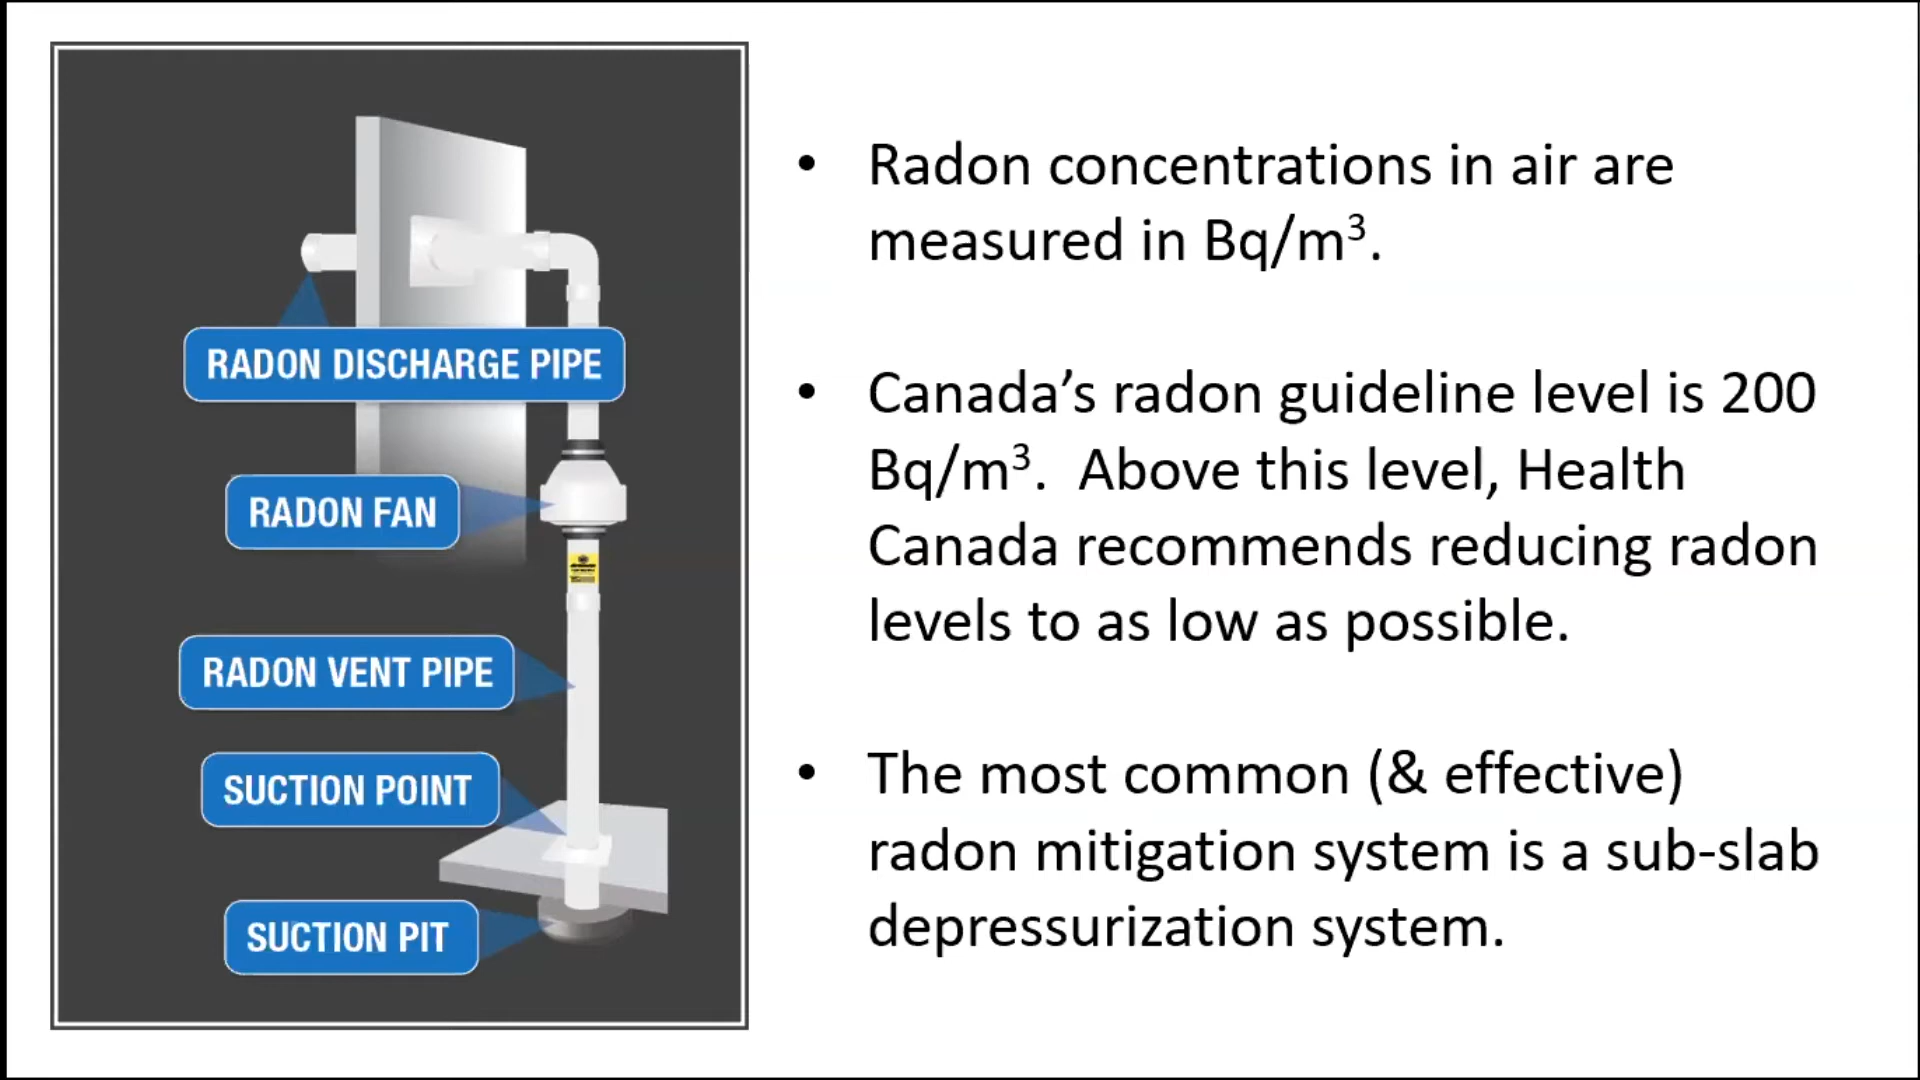 RADON DISCHARGE PIPE
RADON FAN
RADON VENT PIPE
SUCTION POINT
SUCTION PIT
• Radon concentrations in air are
measured in Bq/m³.
• Canada’s radon guideline level is 200
Bq/m³.  Above this level, Health
Canada recommends reducing radon
levels to as low as possible.
• The most common (& effective)
radon mitigation system is a sub-slab
depressurization system.